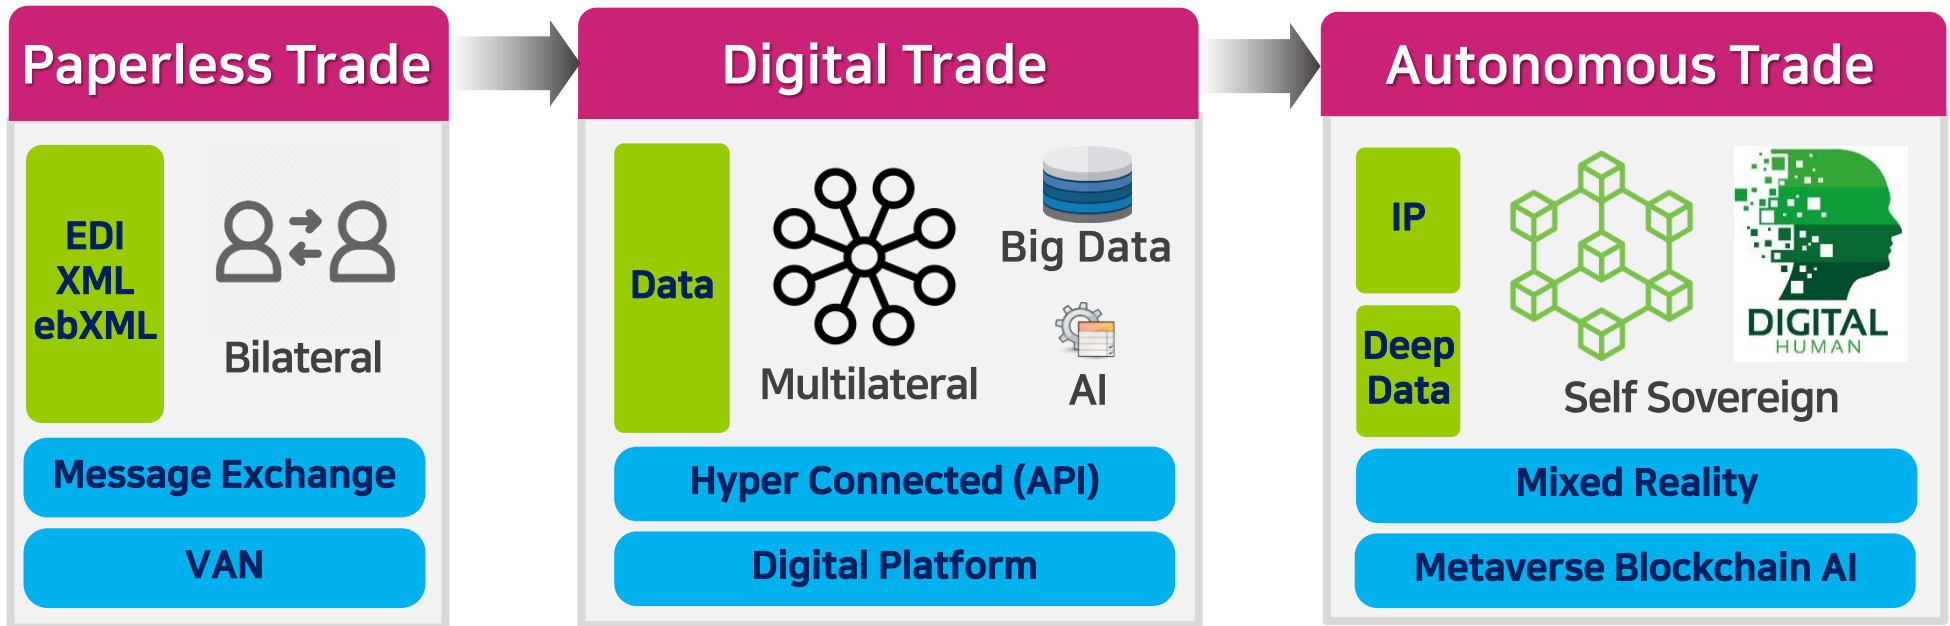 Paperless Trade
EDI
XML
ebXML
Bilateral
Message Exchange
VAN
Digital Trade
Data
Multilateral
Big Data
AI
Hyper Connected (API)
Digital Platform
Autonomous Trade
IP
Deep
Data
Self Sovereign
DIGITAL
HUMAN
Mixed Reality
Metaverse Blockchain AI